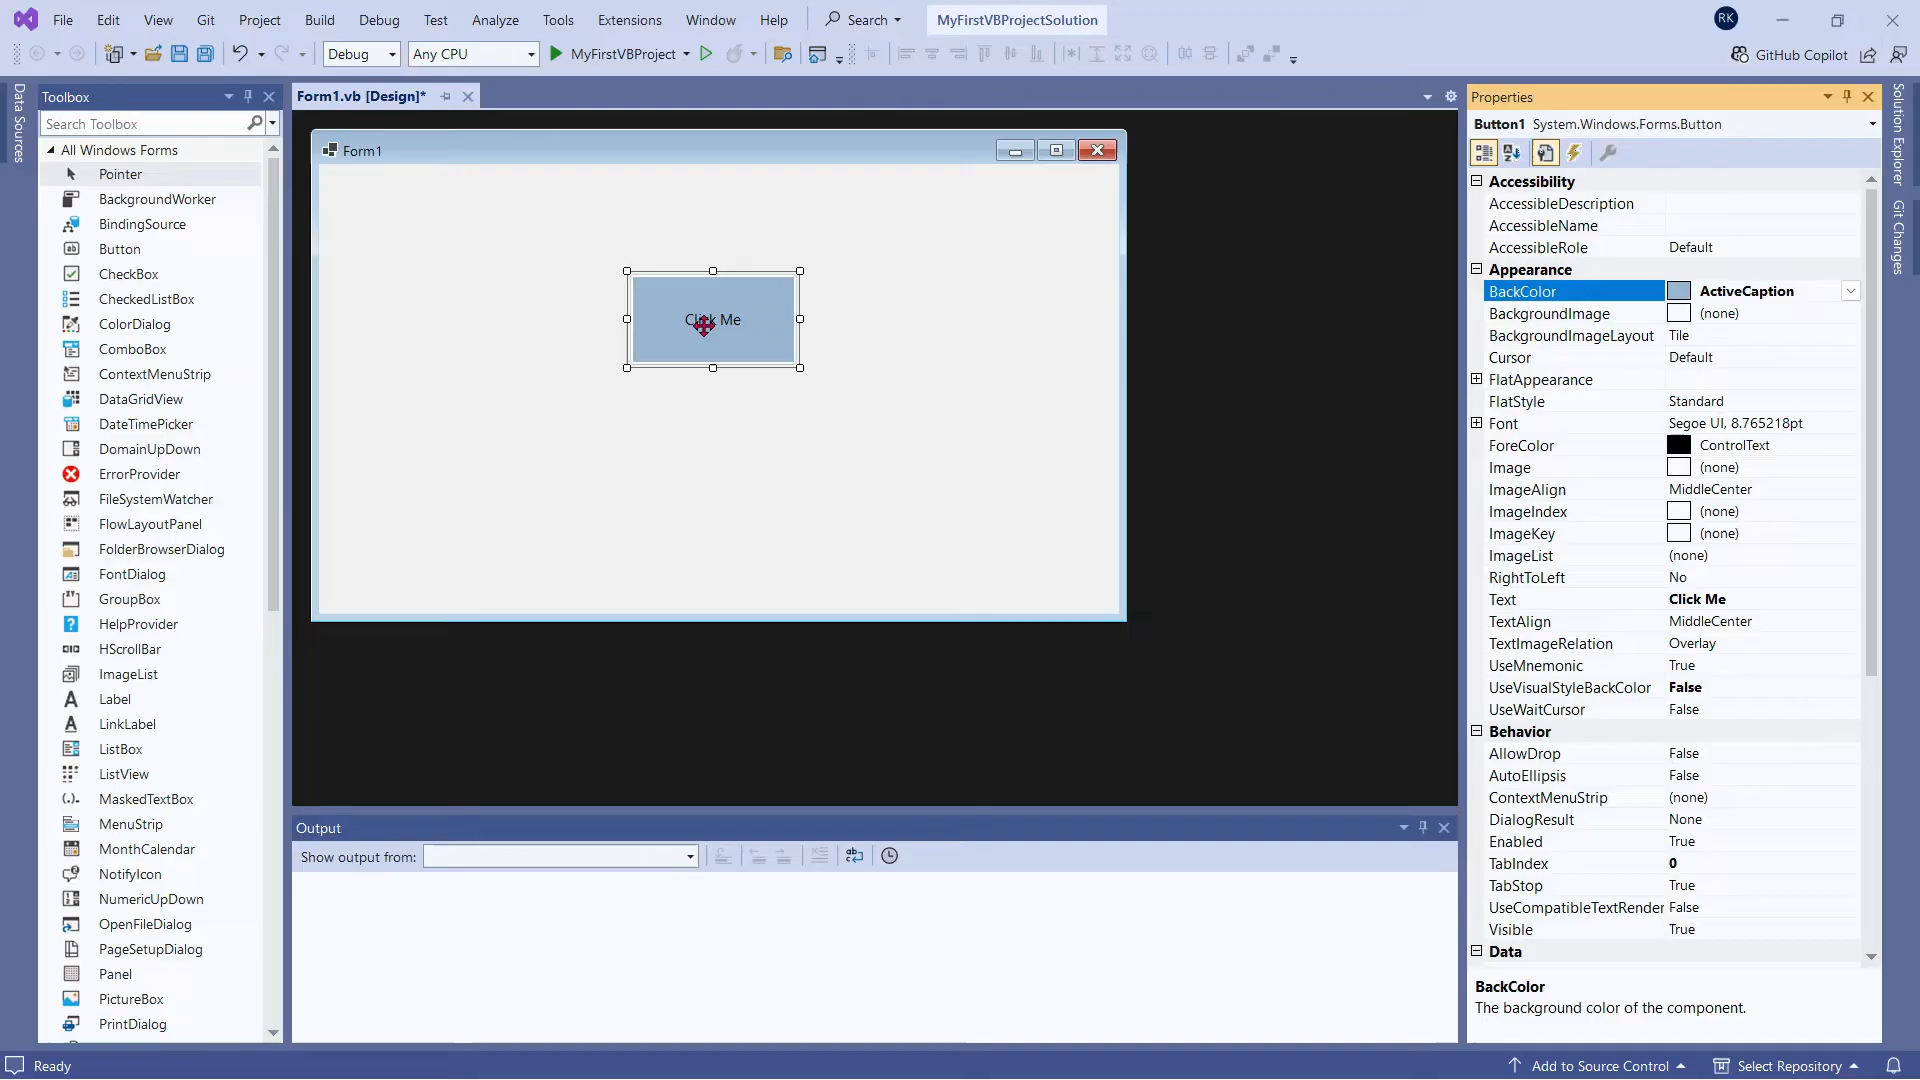 File Edit View Git Project Build Debug Test Analyze Tools Extensions Window Help Search MyFirstVBProjectSolution RK
Debug Any CPU MyFirstVBProject GitHub Copilot
Data Sources
Toolbox
Search Toolbox
All Windows Forms
Pointer
BackgroundWorker
BindingSource
Button
CheckBox
CheckedListBox
ColorDialog
ComboBox
ContextMenuStrip
DataGridView
DateTimePicker
DomainUpDown
ErrorProvider
FileSystemWatcher
FlowLayoutPanel
FolderBrowserDialog
FontDialog
GroupBox
HelpProvider
HScrollBar
ImageList
Label
LinkLabel
ListBox
ListView
MaskedTextBox
MenuStrip
MonthCalendar
NotifyIcon
NumericUpDown
OpenFileDialog
PageSetupDialog
Panel
PictureBox
PrintDialog
Form1.vb [Design]*
Form1
Click Me
Output
Show output from:
Properties
Button1 System.Windows.Forms.Button
Accessibility
AccessibleDescription
AccessibleName
AccessibleRole Default
Appearance
BackColor ActiveCaption
BackgroundImage (none)
BackgroundImageLayout Tile
Cursor Default
FlatAppearance
FlatStyle Standard
Font Segoe UI, 8.765218pt
ForeColor ControlText
Image (none)
ImageAlign MiddleCenter
ImageIndex (none)
ImageKey (none)
ImageList (none)
RightToLeft No
Text Click Me
TextAlign MiddleCenter
TextImageRelation Overlay
UseMnemonic True
UseVisualStyleBackColor False
UseWaitCursor False
Behavior
AllowDrop False
AutoEllipsis False
ContextMenuStrip (none)
DialogResult None
Enabled True
TabIndex 0
TabStop True
UseCompatibleTextRender False
Visible True
Data
BackColor
The background color of the component.
Solution Explorer
Git Changes
Ready Add to Source Control Select Repository